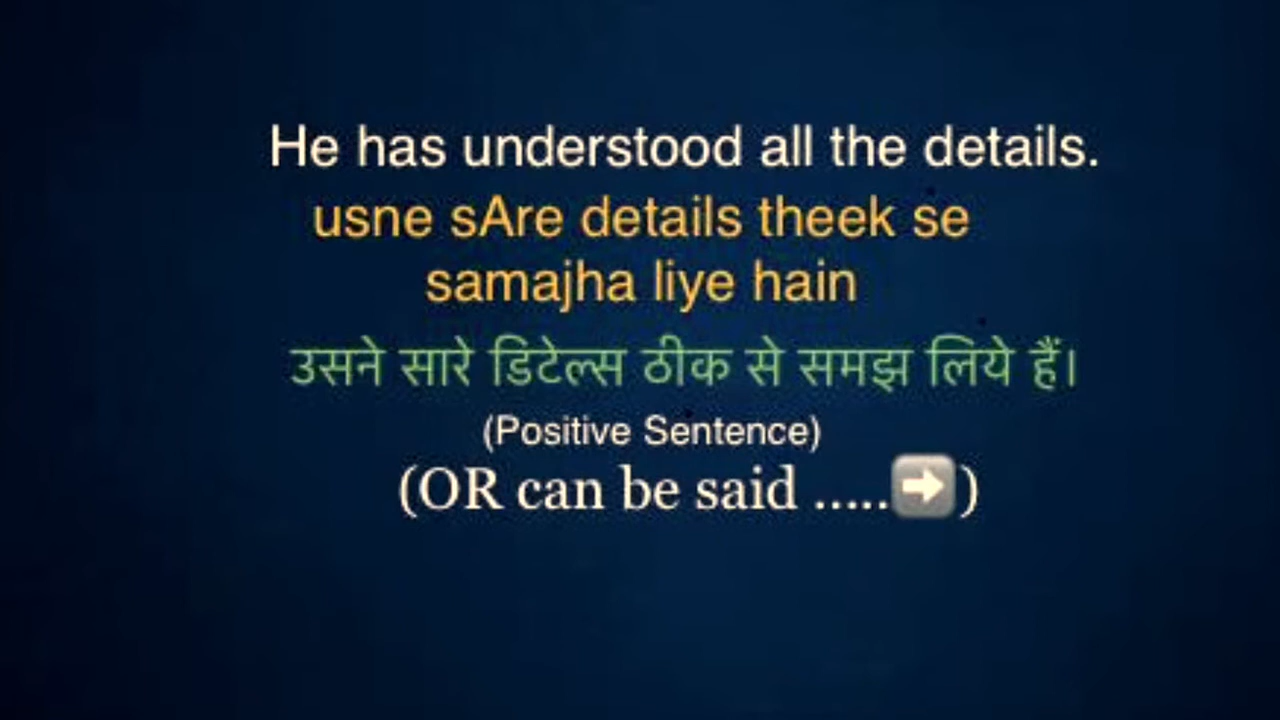 He has understood all the details.
usne sAre details theek se
samajha liye hain
उसने सारे डिटेल्स ठीक से समझ लिये हैं।
(Positive Sentence)
(OR can be said .....➡)